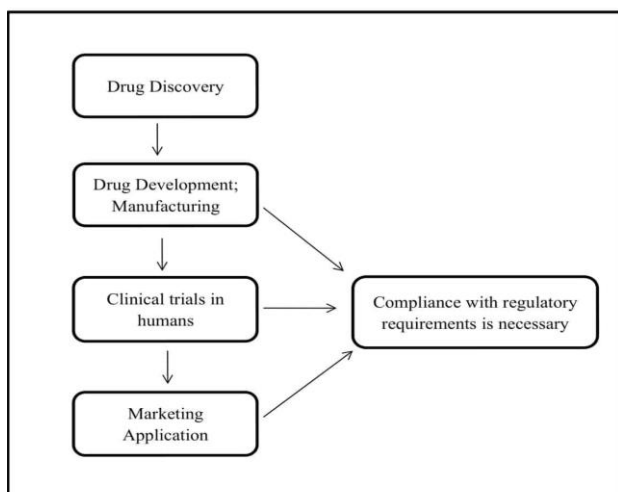 Drug Discovery
Drug Development;
Manufacturing
Clinical trials in
humans
Compliance with regulatory
requirements is necessary
Marketing
Application